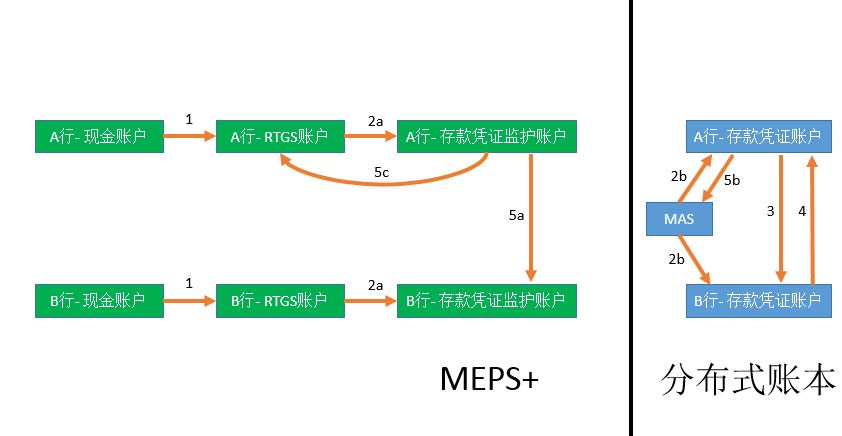 1
2a
A行- 现金账户
A行- RTGS账户
A行- 存款凭证监护账户
5c
5a
1
2a
B行- 现金账户
B行- RTGS账户
B行- 存款凭证监护账户
MEPS+
A行- 存款凭证账户
2b
5b
MAS
3
4
2b
B行- 存款凭证账户
分布式账本